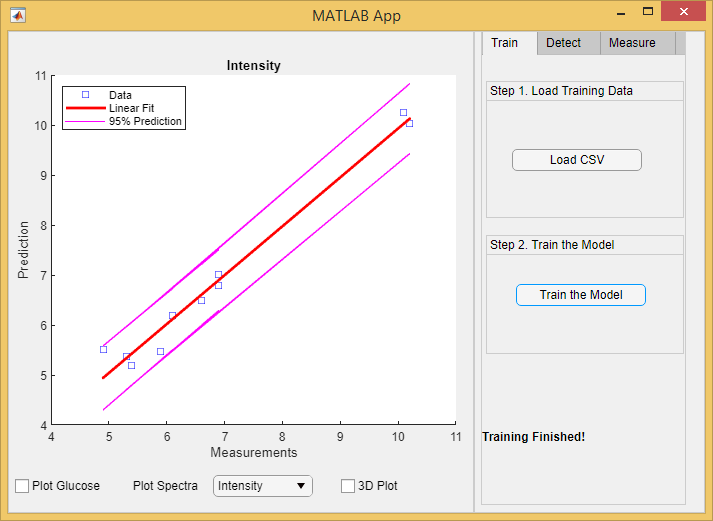 MATLAB App
Intensity
Data
Linear Fit
95% Prediction
11
10
9
8
7
6
5
4
Prediction
4 5 6 7 8 9 10 11
Measurements
Plot Glucose
Plot Spectra
Intensity
3D Plot
Train Detect Measure
Step 1. Load Training Data
Load CSV
Step 2. Train the Model
Train the Model
Training Finished!